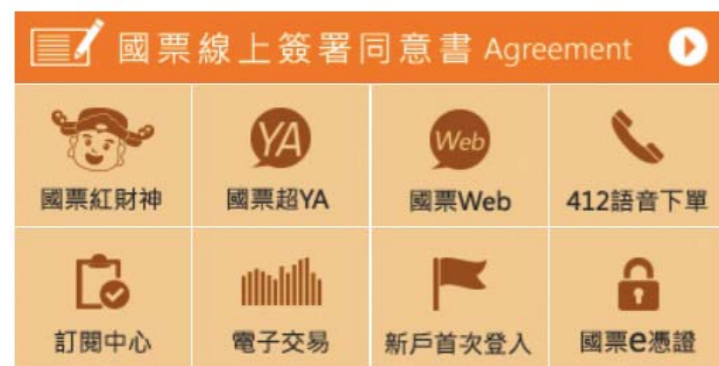 國票線上簽署同意書 Agreement
YA
Web
國票紅財神
國票超YA
國票Web
412語音下單
訂閱中心
電子交易
新戶首次登入
國票e憑證